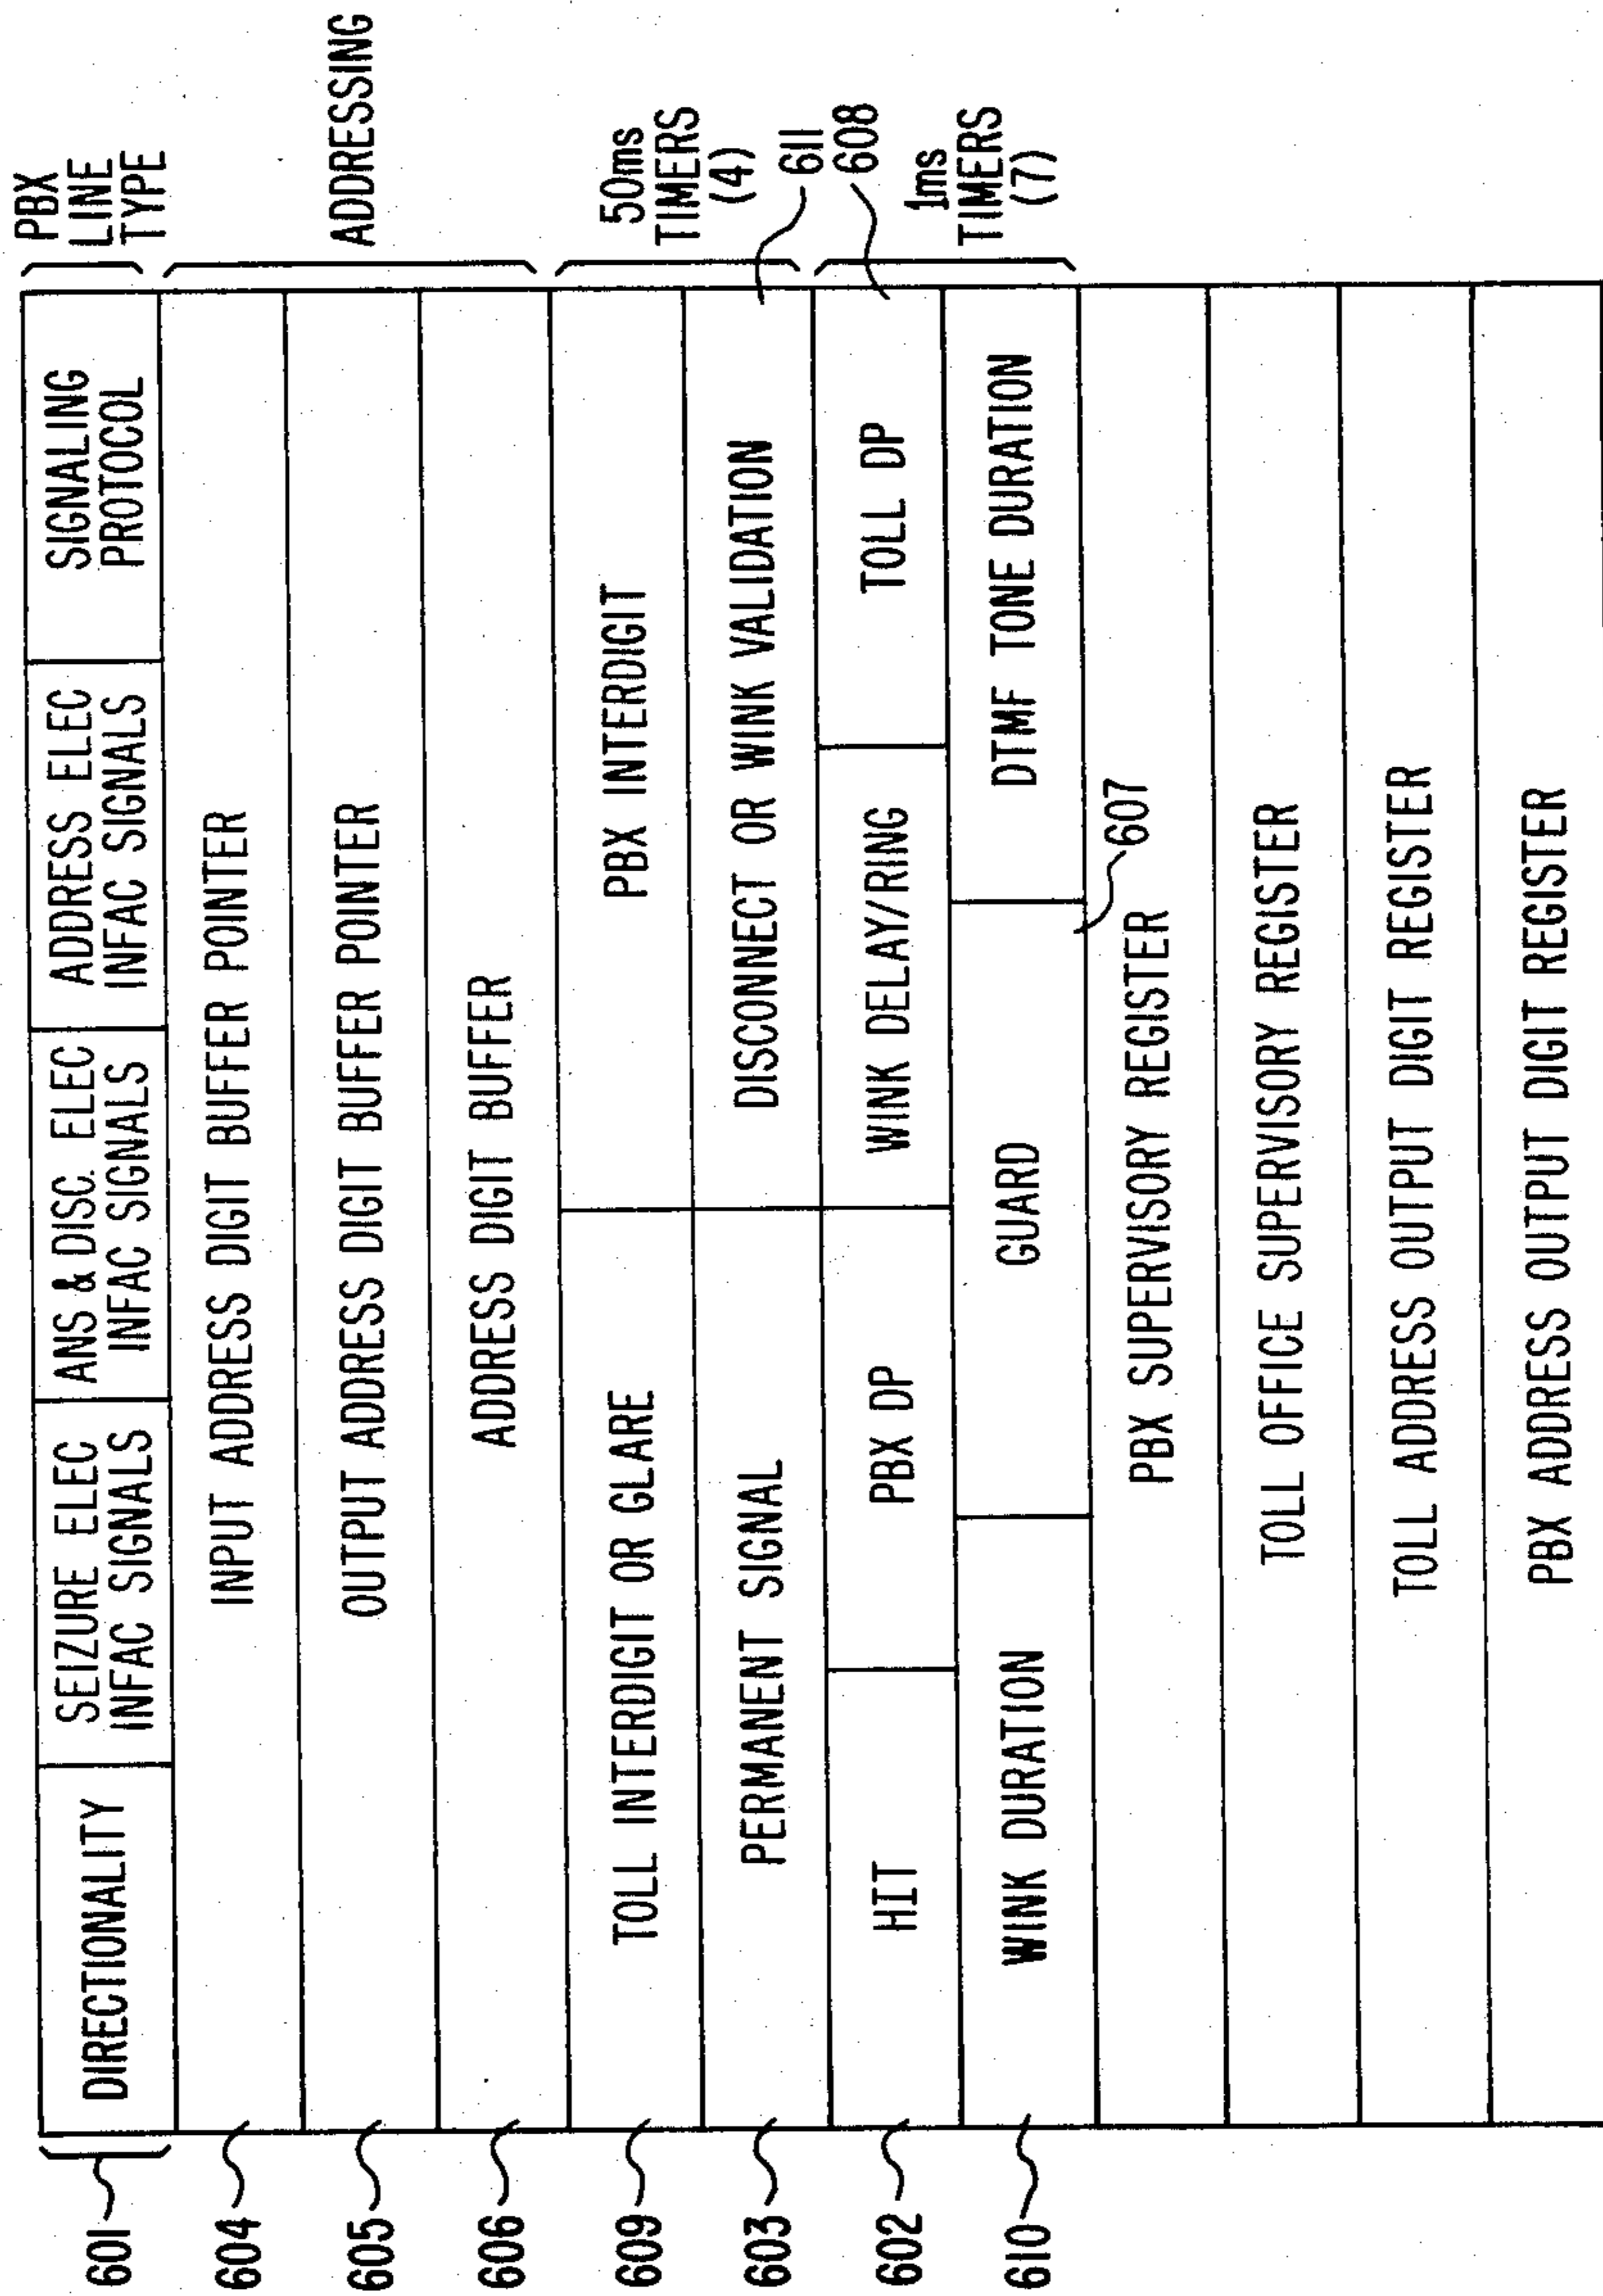 601
DIRECTIONALITY
SEIZURE ELEC
INFAC SIGNALS
ANS & DISC. ELEC
INFAC SIGNALS
ADDRESS ELEC
INFAC SIGNALS
SIGNALING
PROTOCOL
PBX
LINE
TYPE
604
INPUT ADDRESS DIGIT BUFFER POINTER
605
OUTPUT ADDRESS DIGIT BUFFER POINTER
ADDRESSING
606
ADDRESS DIGIT BUFFER
609
TOLL INTERDIGIT OR GLARE
PBX INTERDIGIT
50ms
TIMERS
(4)
603
PERMANENT SIGNAL
DISCONNECT OR WINK VALIDATION
611
602
HIT
PBX DP
WINK DELAY/RING
TOLL DP
608
610
WINK DURATION
GUARD
DTMF TONE DURATION
1ms
TIMERS
(7)
607
PBX SUPERVISORY REGISTER
TOLL OFFICE SUPERVISORY REGISTER
TOLL ADDRESS OUTPUT DIGIT REGISTER
PBX ADDRESS OUTPUT DIGIT REGISTER